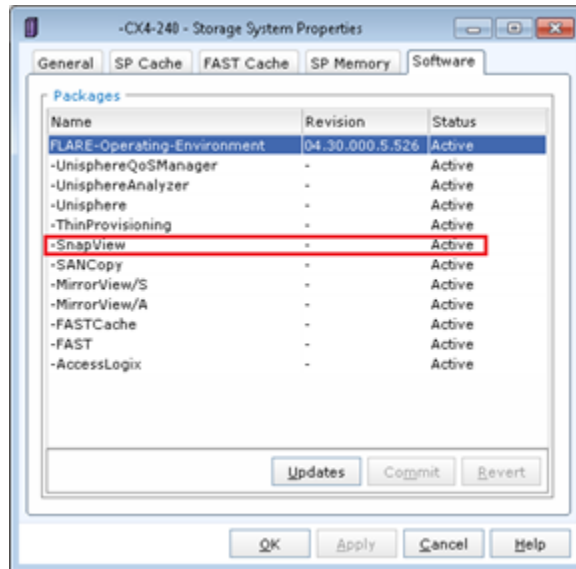 -CX4-240 - Storage System Properties
General SP Cache FAST Cache SP Memory Software
Packages
Name Revision Status
FLARE-Operating-Environment 04.30.000.5.526 Active
-UnisphereQoSManager - Active
-UnisphereAnalyzer - Active
-Unisphere - Active
-ThinProvisioning - Active
-SnapView - Active
-SANCopy - Active
-MirrorView/S - Active
-MirrorView/A - Active
-FASTCache - Active
-FAST - Active
-AccessLogix - Active
Updates Commit Revert
OK Apply Cancel Help